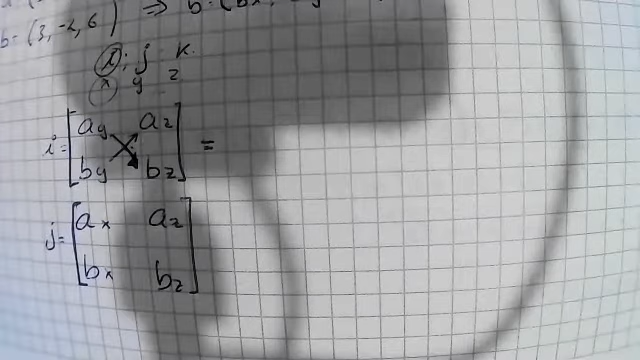 b=(3,-2,6) ⇒ b=(bx,
i j k
x y z
i=[ay az
by bz] =
j=[ax az
bx bz]